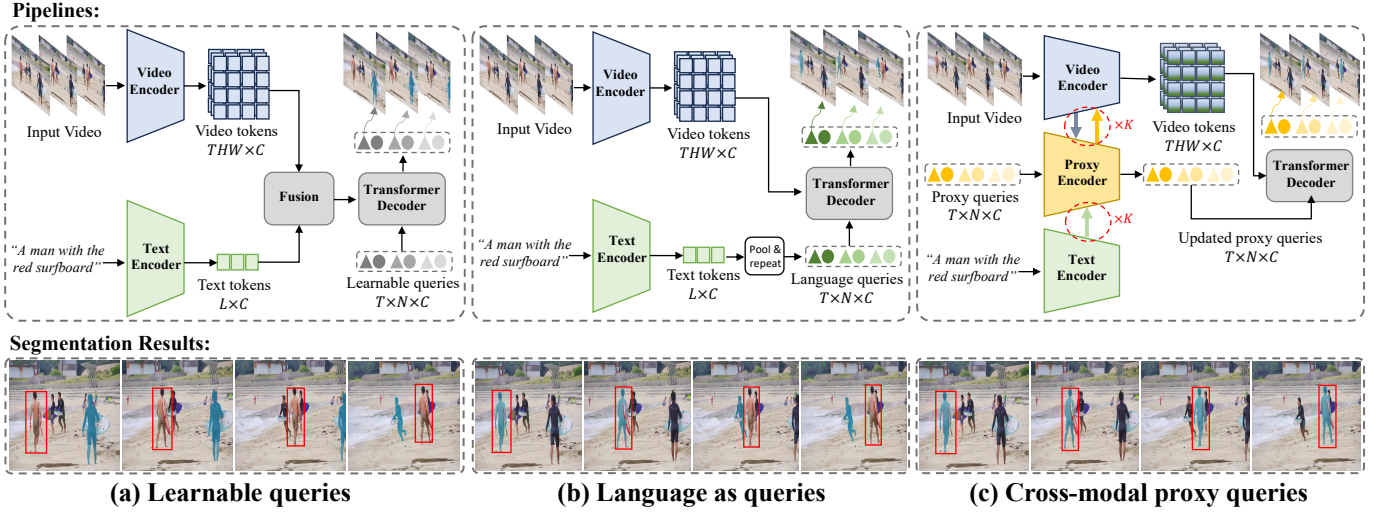 Pipelines:
Input Video
Video
Encoder
Video tokens
THW×C
Fusion
Transformer
Decoder
"A man with the
red surfboard"
Text
Encoder
Text tokens
L×C
Learnable queries
T×N×C
Input Video
Video
Encoder
Video tokens
THW×C
Transformer
Decoder
"A man with the
red surfboard"
Text
Encoder
Text tokens
L×C
Pool &
repeat
Language queries
T×N×C
Input Video
Video
Encoder
Video tokens
THW×C
×K
Proxy
Encoder
Proxy queries
T×N×C
Transformer
Decoder
×K
Updated proxy queries
T×N×C
"A man with the
red surfboard"
Text
Encoder
Segmentation Results:
(a) Learnable queries
(b) Language as queries
(c) Cross-modal proxy queries